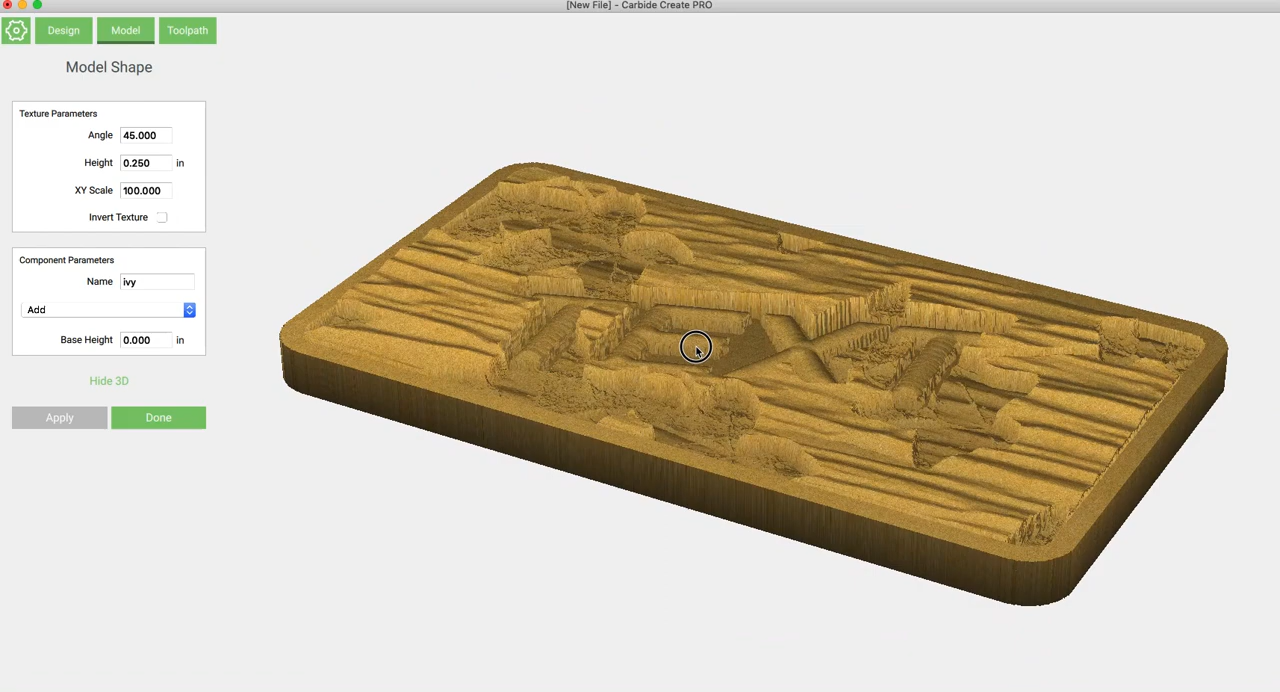 [New File] - Carbide Create PRO
Design Model Toolpath
Model Shape
Texture Parameters
Angle 45.000
Height 0.250 in
XY Scale 100.000
Invert Texture
Component Parameters
Name ivy
Add
Base Height 0.000 in
Hide 3D
Apply Done